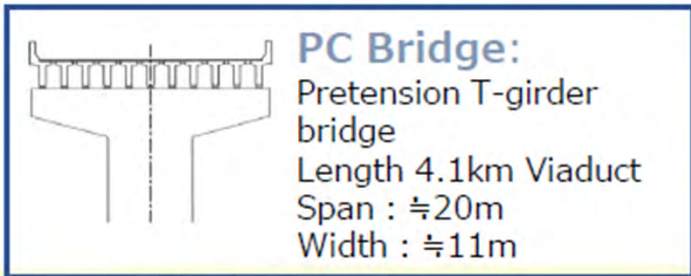 PC Bridge:
Pretension T-girder
bridge
Length 4.1km Viaduct
Span : ≒20m
Width : ≒11m